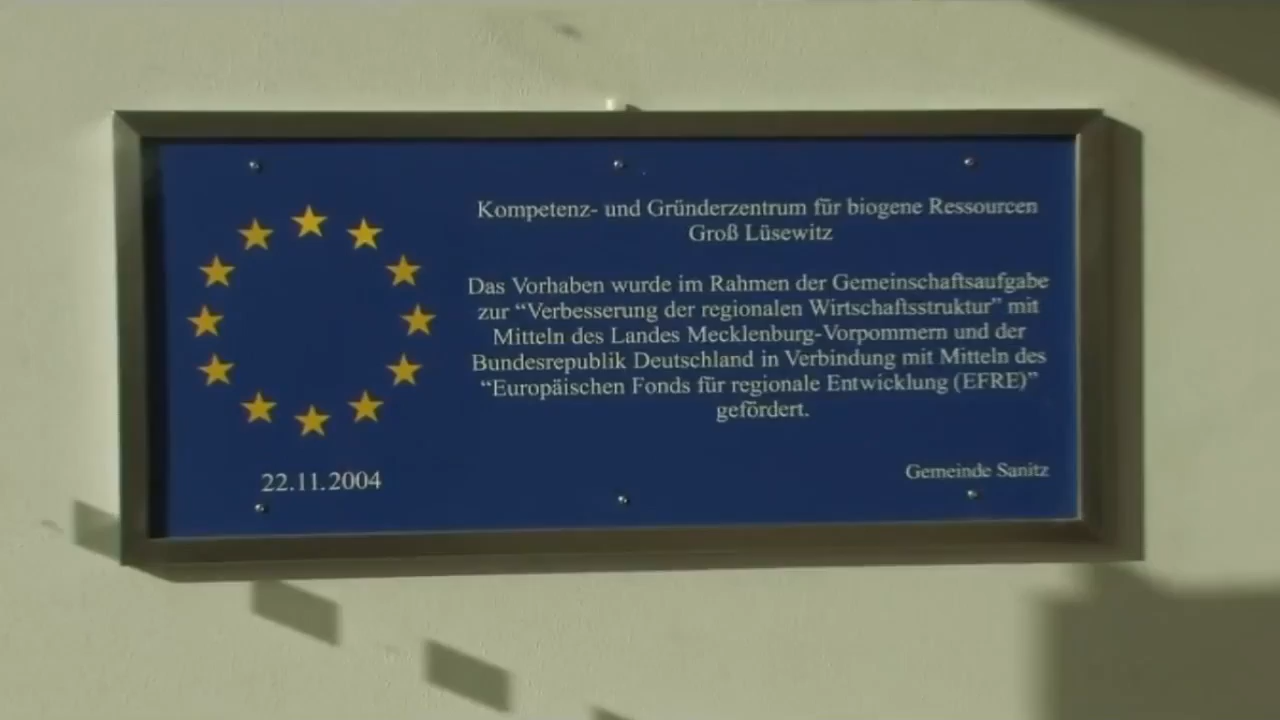 Kompetenz- und Gründerzentrum für biogene Ressourcen
Groß Lüsewitz
Das Vorhaben wurde im Rahmen der Gemeinschaftsaufgabe
zur “Verbesserung der regionalen Wirtschaftsstruktur” mit
Mitteln des Landes Mecklenburg-Vorpommern und der
Bundesrepublik Deutschland in Verbindung mit Mitteln des
“Europäischen Fonds für regionale Entwicklung (EFRE)”
gefördert.
22.11.2004
Gemeinde Sanitz